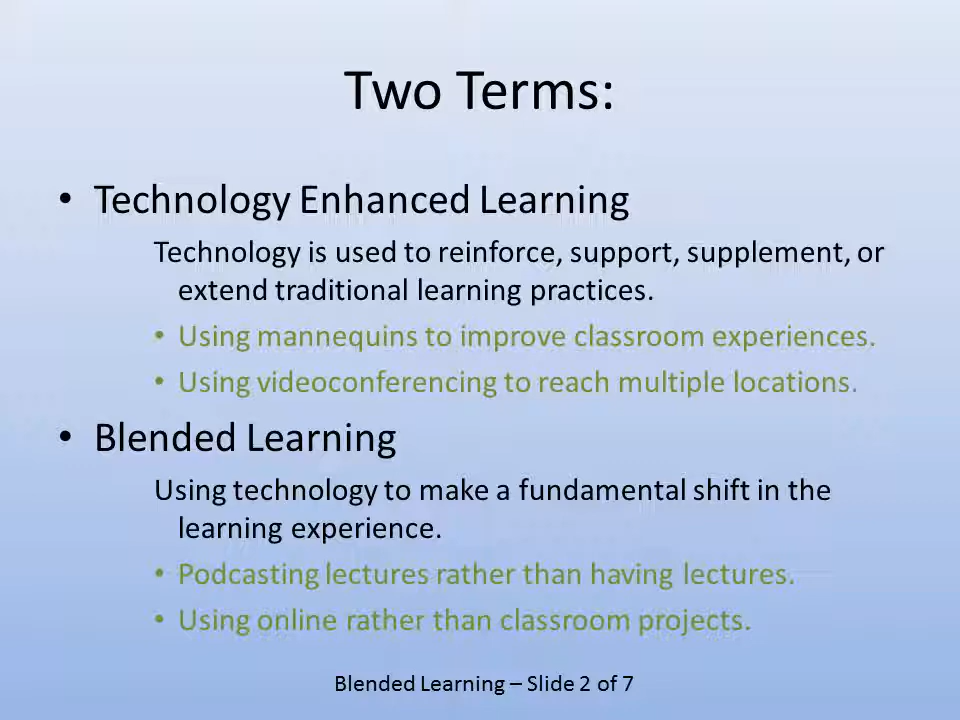 Two Terms:
• Technology Enhanced Learning
Technology is used to reinforce, support, supplement, or
extend traditional learning practices.
• Using mannequins to improve classroom experiences.
• Using videoconferencing to reach multiple locations.
• Blended Learning
Using technology to make a fundamental shift in the
learning experience.
• Podcasting lectures rather than having lectures.
• Using online rather than classroom projects.
Blended Learning – Slide 2 of 7